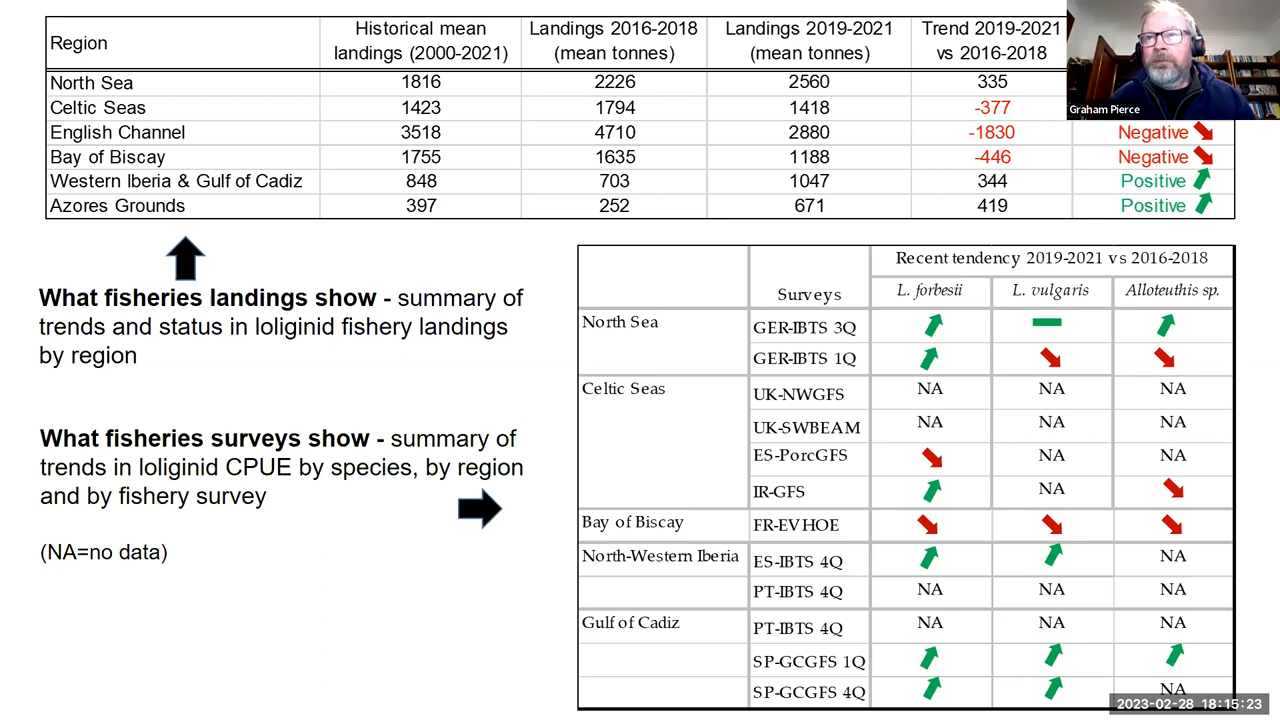 Region Historical mean landings (2000-2021) Landings 2016-2018 (mean tonnes) Landings 2019-2021 (mean tonnes) Trend 2019-2021 vs 2016-2018
North Sea 1816 2226 2560 335
Celtic Seas 1423 1794 1418 -377
English Channel 3518 4710 2880 -1830 Negative
Bay of Biscay 1755 1635 1188 -446 Negative
Western Iberia & Gulf of Cadiz 848 703 1047 344 Positive
Azores Grounds 397 252 671 419 Positive
Graham Pierce
What fisheries landings show - summary of
trends and status in loliginid fishery landings
by region
What fisheries surveys show - summary of
trends in loliginid CPUE by species, by region
and by fishery survey
(NA=no data)
Recent tendency 2019-2021 vs 2016-2018
Surveys L. forbesii L. vulgaris Alloteuthis sp.
North Sea GER-IBTS 3Q
GER-IBTS 1Q
Celtic Seas UK-NWGFS NA NA NA
UK-SWBEAM NA NA NA
ES-PorcGFS NA NA
IR-GFS NA
Bay of Biscay FR-EVHOE
North-Western Iberia ES-IBTS 4Q NA
PT-IBTS 4Q NA NA NA
Gulf of Cadiz PT-IBTS 4Q NA NA NA
SP-GCGFS 1Q
SP-GCGFS 4Q NA
2023-02-28 18:15:23